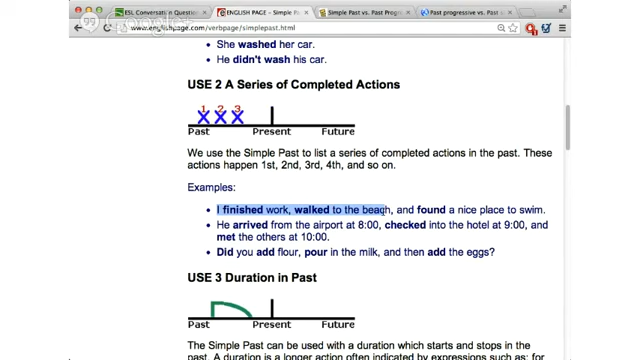 ESL Conversation Question
ENGLISH PAGE - Simple Pa
Simple Past vs. Past Progre
Past progressive vs. Past
www.englishpage.com/verbpage/simplepast.html
Google+
She washed her car.
He didn't wash his car.
USE 2 A Series of Completed Actions
1 2 3
X X X
Past Present Future
We use the Simple Past to list a series of completed actions in the past. These
actions happen 1st, 2nd, 3rd, 4th, and so on.
Examples:
I finished work, walked to the beach, and found a nice place to swim.
He arrived from the airport at 8:00, checked into the hotel at 9:00, and
met the others at 10:00.
Did you add flour, pour in the milk, and then add the eggs?
USE 3 Duration in Past
Past Present Future
The Simple Past can be used with a duration which starts and stops in the
past. A duration is a longer action often indicated by expressions such as: for